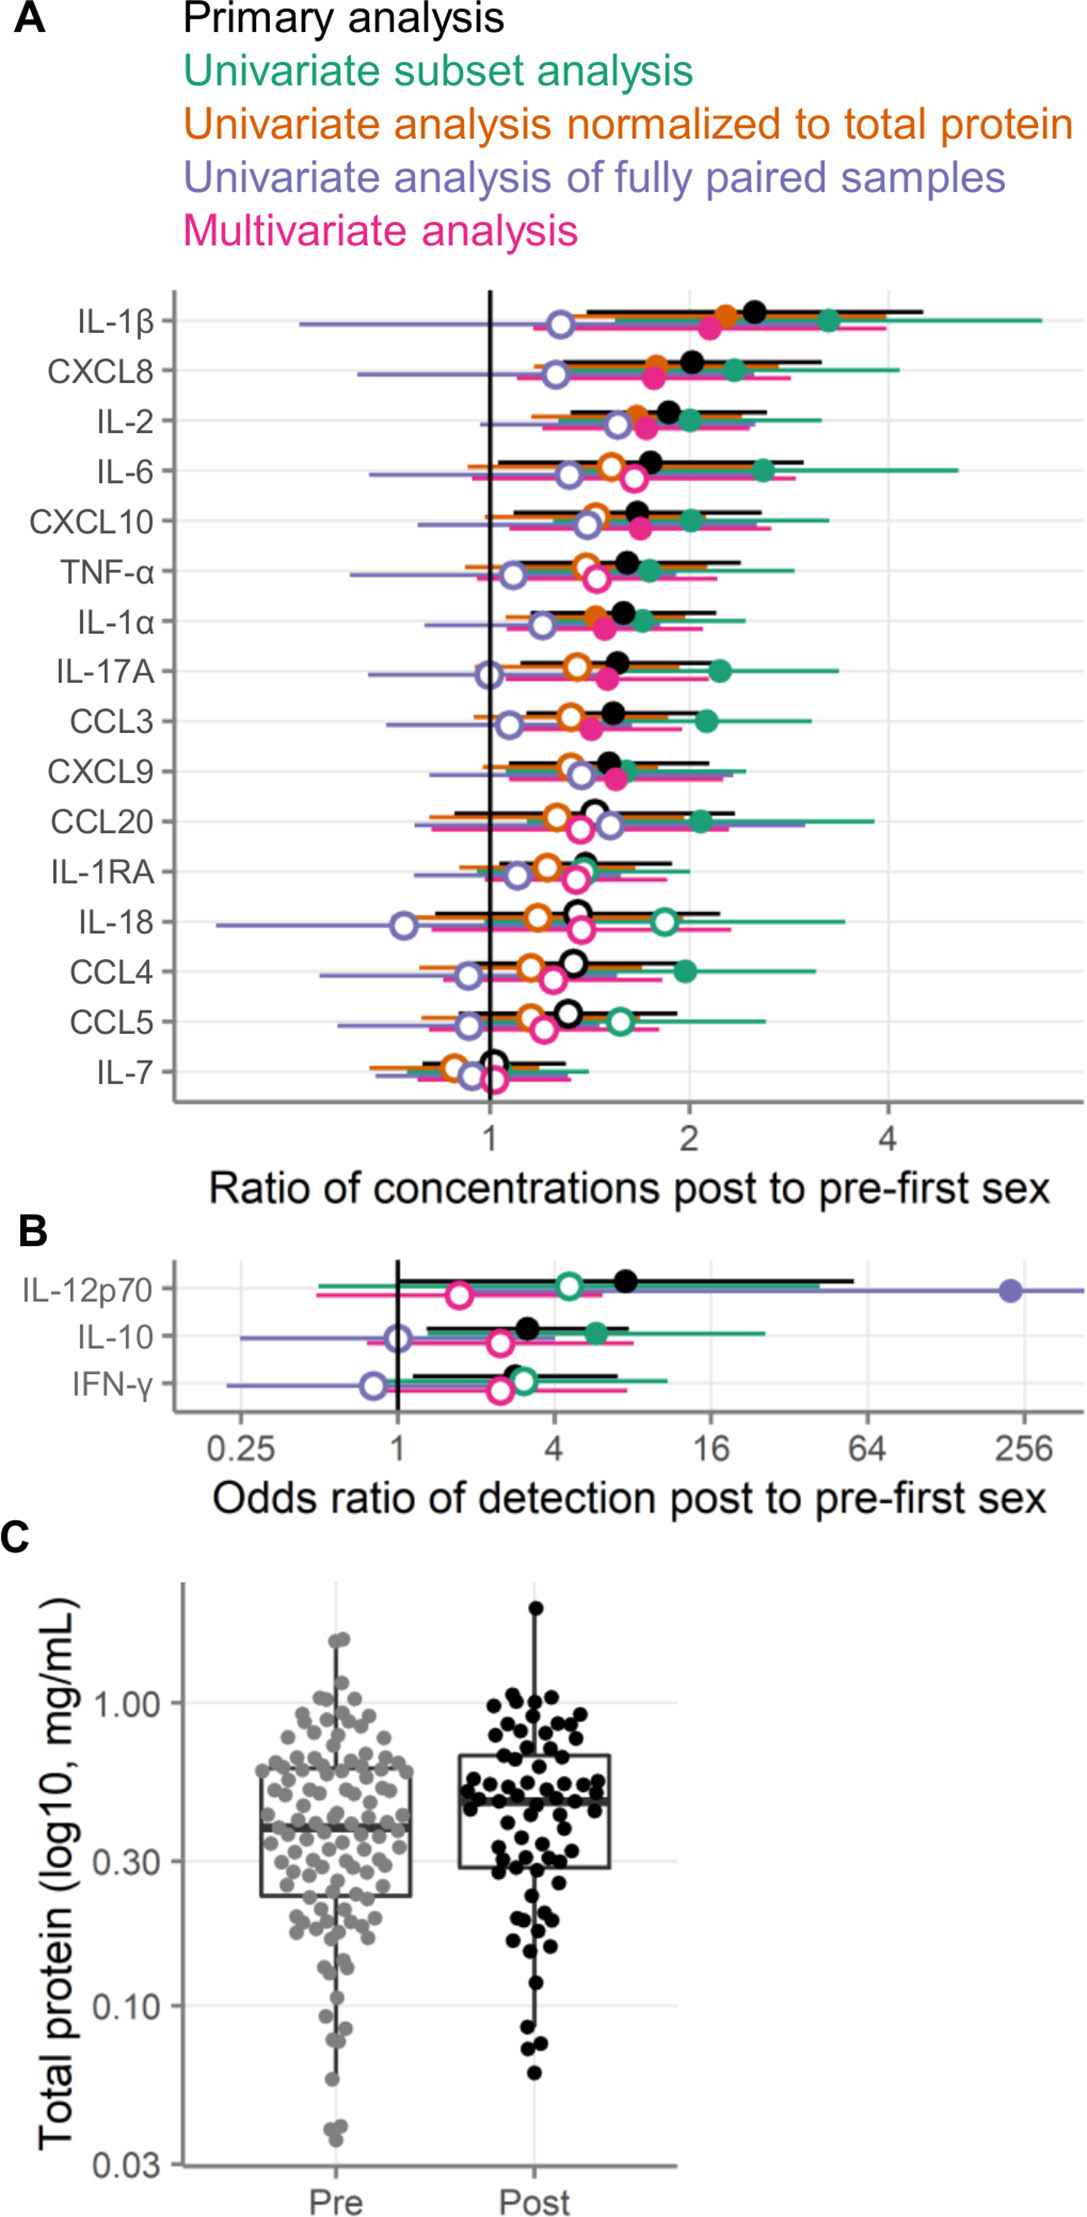 A
Primary analysis
Univariate subset analysis
Univariate analysis normalized to total protein
Univariate analysis of fully paired samples
Multivariate analysis
IL-1β
CXCL8
IL-2
IL-6
CXCL10
TNF-α
IL-1α
IL-17A
CCL3
CXCL9
CCL20
IL-1RA
IL-18
CCL4
CCL5
IL-7
1 2 4
Ratio of concentrations post to pre-first sex
B
IL-12p70
IL-10
IFN-γ
0.25 1 4 16 64 256
Odds ratio of detection post to pre-first sex
C
Total protein (log10, mg/mL)
1.00
0.30
0.10
0.03
Pre Post